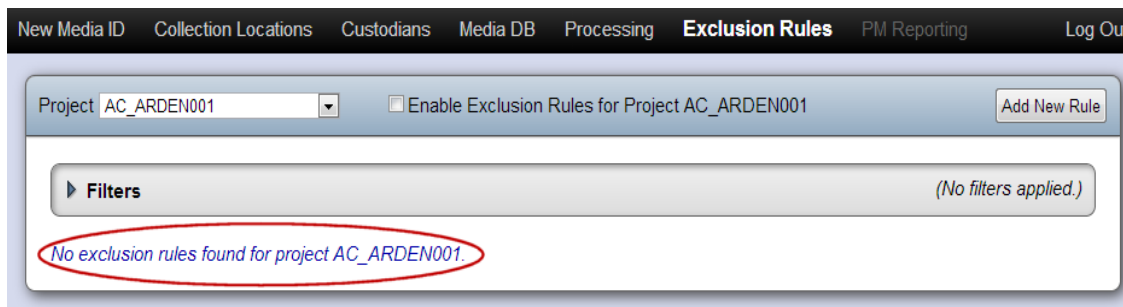 New Media ID Collection Locations Custodians Media DB Processing Exclusion Rules PM Reporting Log Ou
Project AC_ARDEN001 Enable Exclusion Rules for Project AC_ARDEN001 Add New Rule
Filters (No filters applied.)
No exclusion rules found for project AC_ARDEN001.